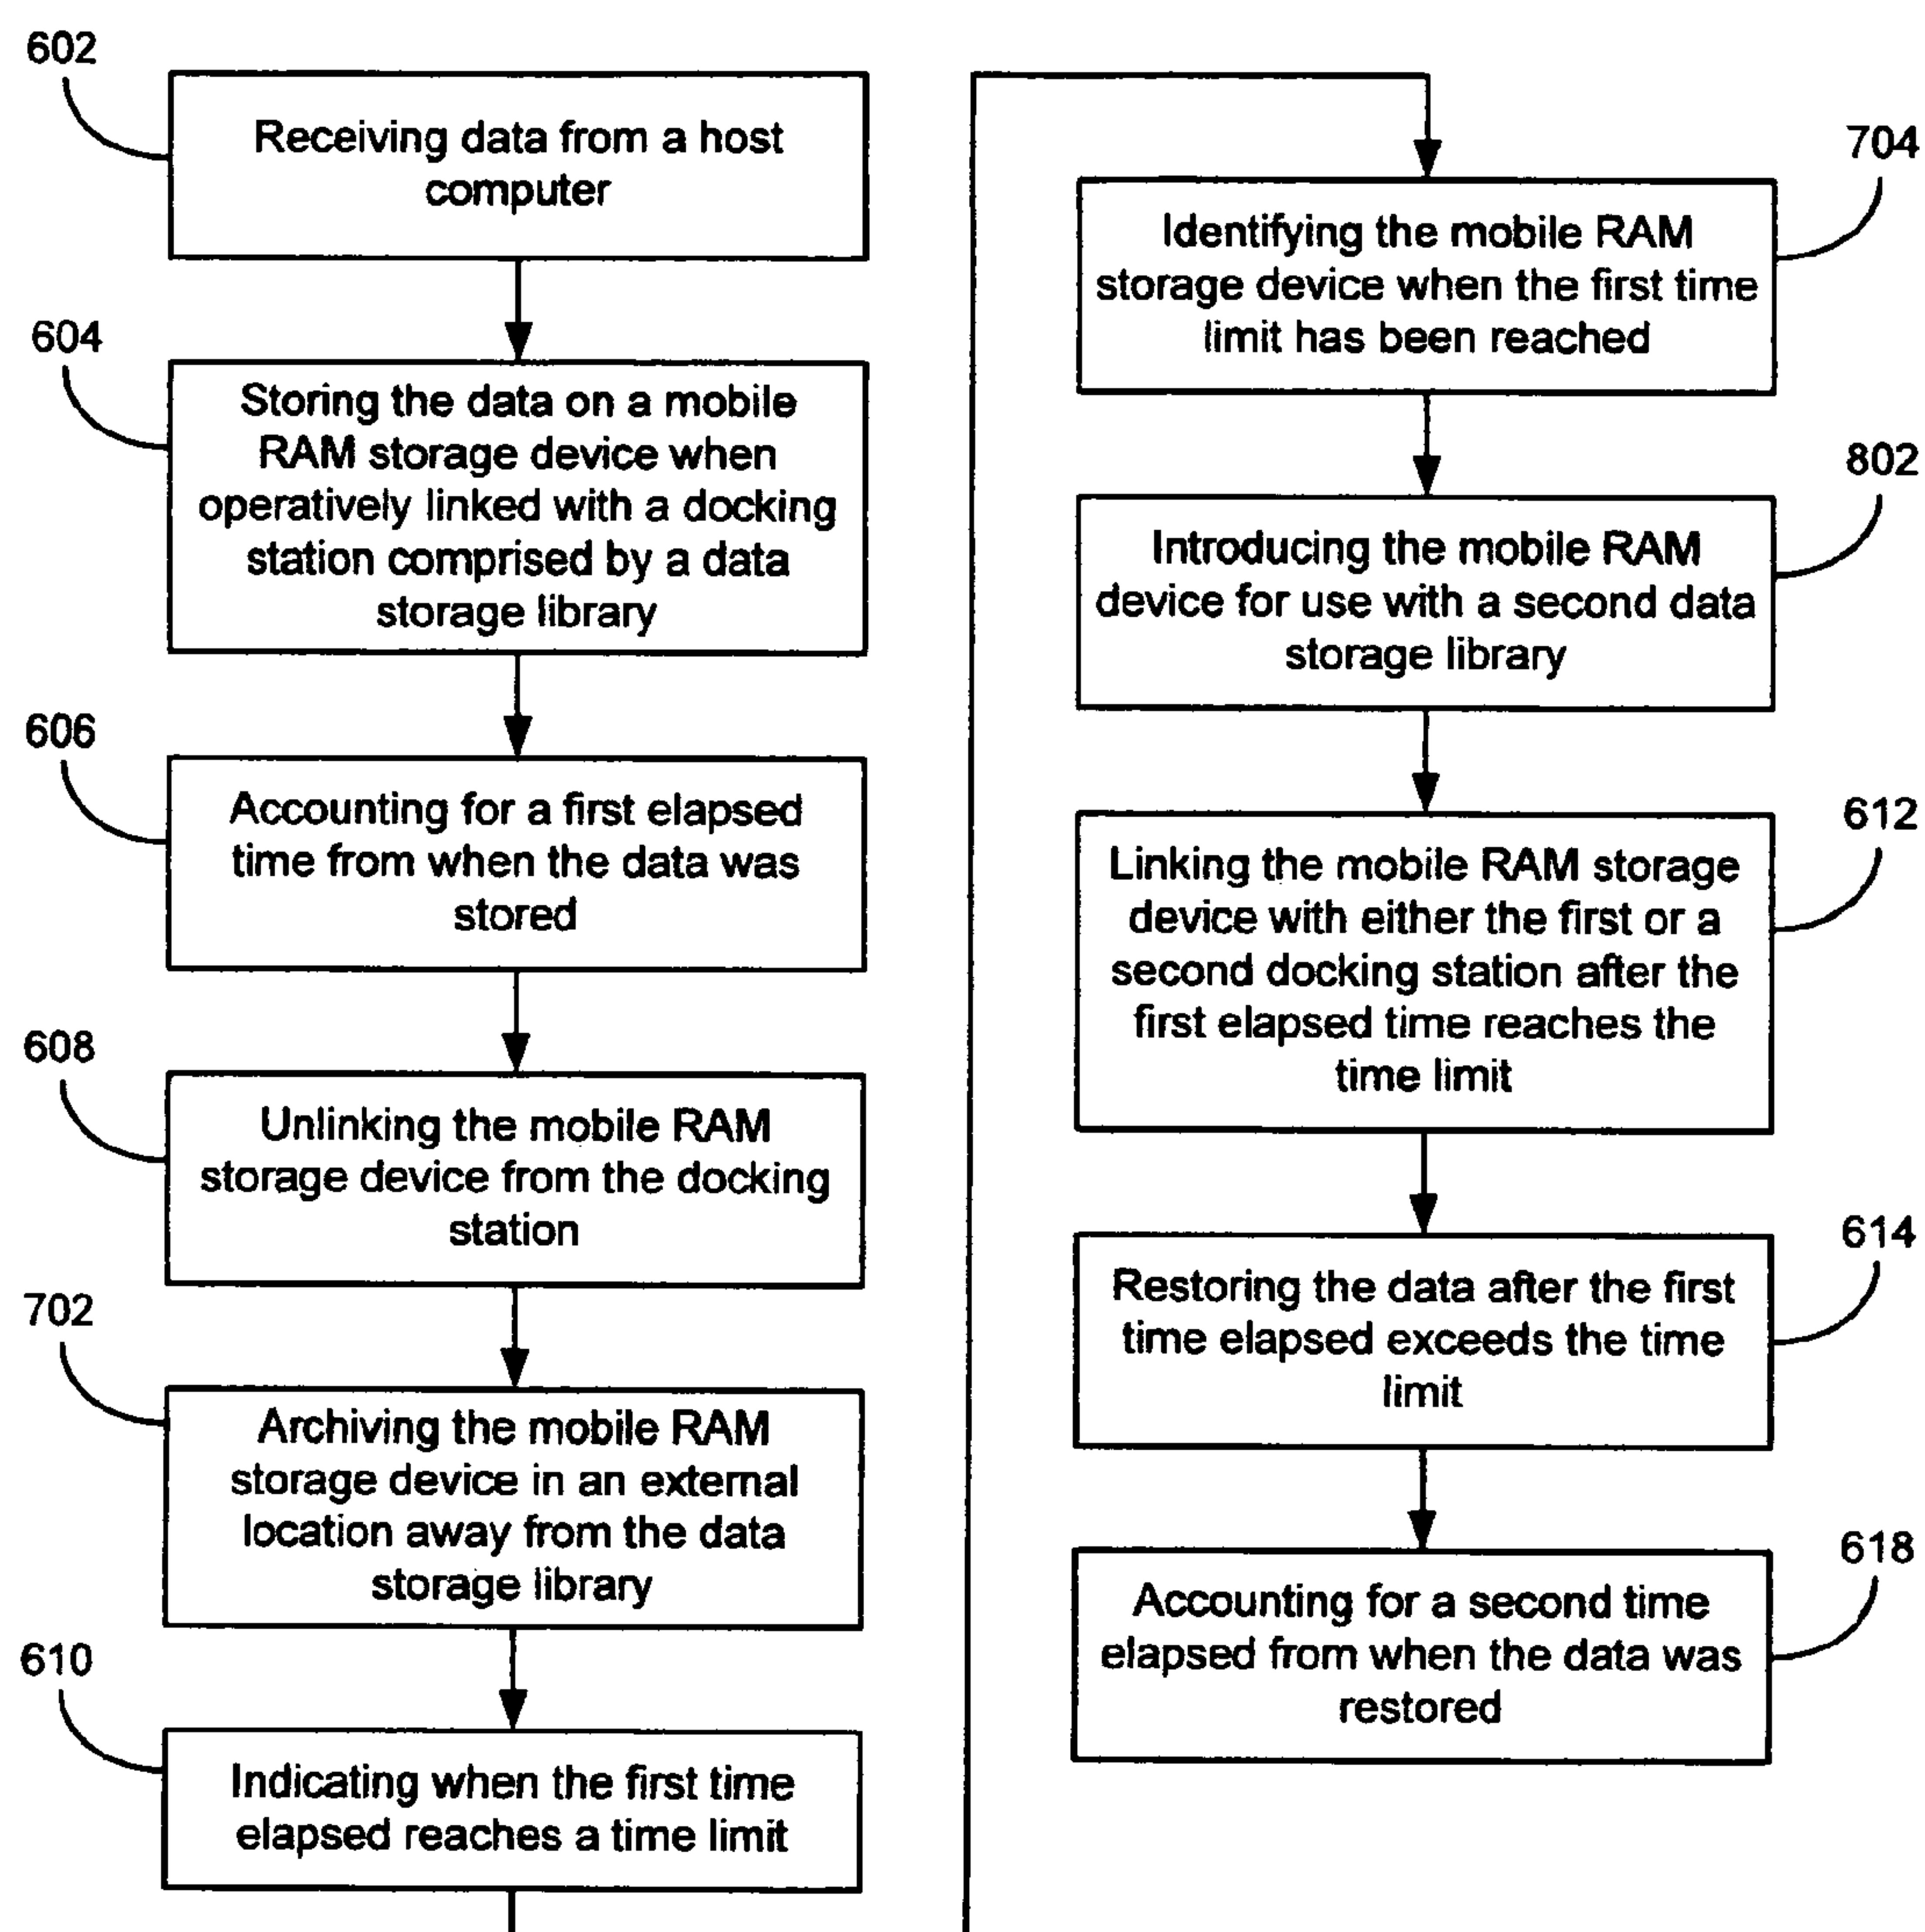 602
Receiving data from a host
computer
604
Storing the data on a mobile
RAM storage device when
operatively linked with a docking
station comprised by a data
storage library
606
Accounting for a first elapsed
time from when the data was
stored
608
Unlinking the mobile RAM
storage device from the docking
station
702
Archiving the mobile RAM
storage device in an external
location away from the data
storage library
610
Indicating when the first time
elapsed reaches a time limit
704
Identifying the mobile RAM
storage device when the first time
limit has been reached
802
Introducing the mobile RAM
device for use with a second data
storage library
612
Linking the mobile RAM storage
device with either the first or a
second docking station after the
first elapsed time reaches the
time limit
614
Restoring the data after the first
time elapsed exceeds the time
limit
618
Accounting for a second time
elapsed from when the data was
restored